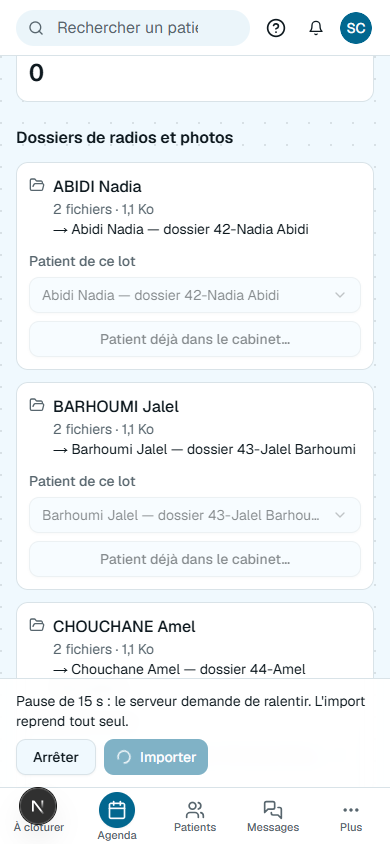 Rechercher un patie
SC
0
Dossiers de radios et photos
ABIDI Nadia
2 fichiers · 1,1 Ko
→ Abidi Nadia — dossier 42-Nadia Abidi
Patient de ce lot
Abidi Nadia — dossier 42-Nadia Abidi
Patient déjà dans le cabinet…
BARHOUMI Jalel
2 fichiers · 1,1 Ko
→ Barhoumi Jalel — dossier 43-Jalel Barhoumi
Patient de ce lot
Barhoumi Jalel — dossier 43-Jalel Barhou…
Patient déjà dans le cabinet…
CHOUCHANE Amel
2 fichiers · 1,1 Ko
→ Chouchane Amel — dossier 44-Amel
Pause de 15 s : le serveur demande de ralentir. L'import
reprend tout seul.
Arrêter
Importer
N
À clôturer
Agenda
Patients
Messages
Plus